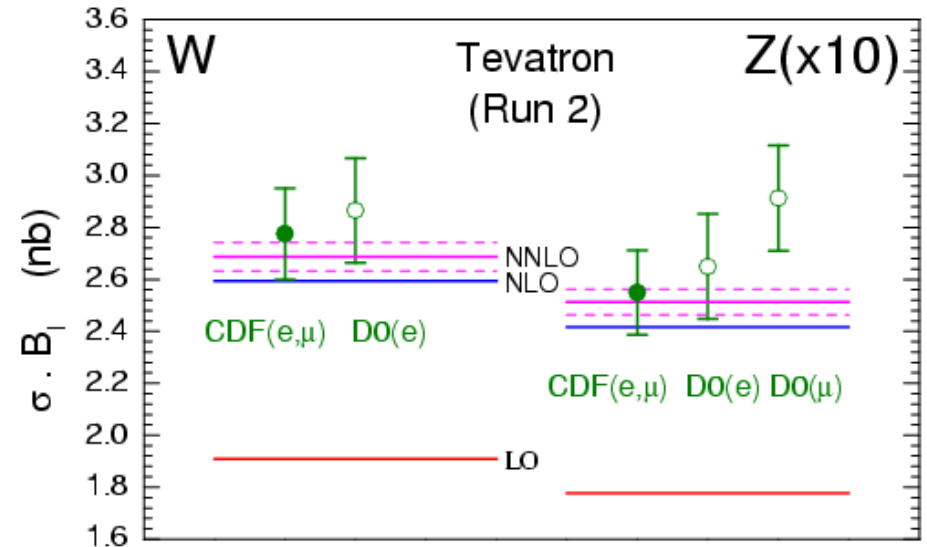 W
Tevatron
(Run 2)
Z(x10)
3.6
3.4
3.2
3.0
2.8
2.6
2.4
2.2
2.0
1.8
1.6
σ . B_l (nb)
NNLO
NLO
CDF(e,μ) D0(e)
CDF(e,μ) D0(e) D0(μ)
LO